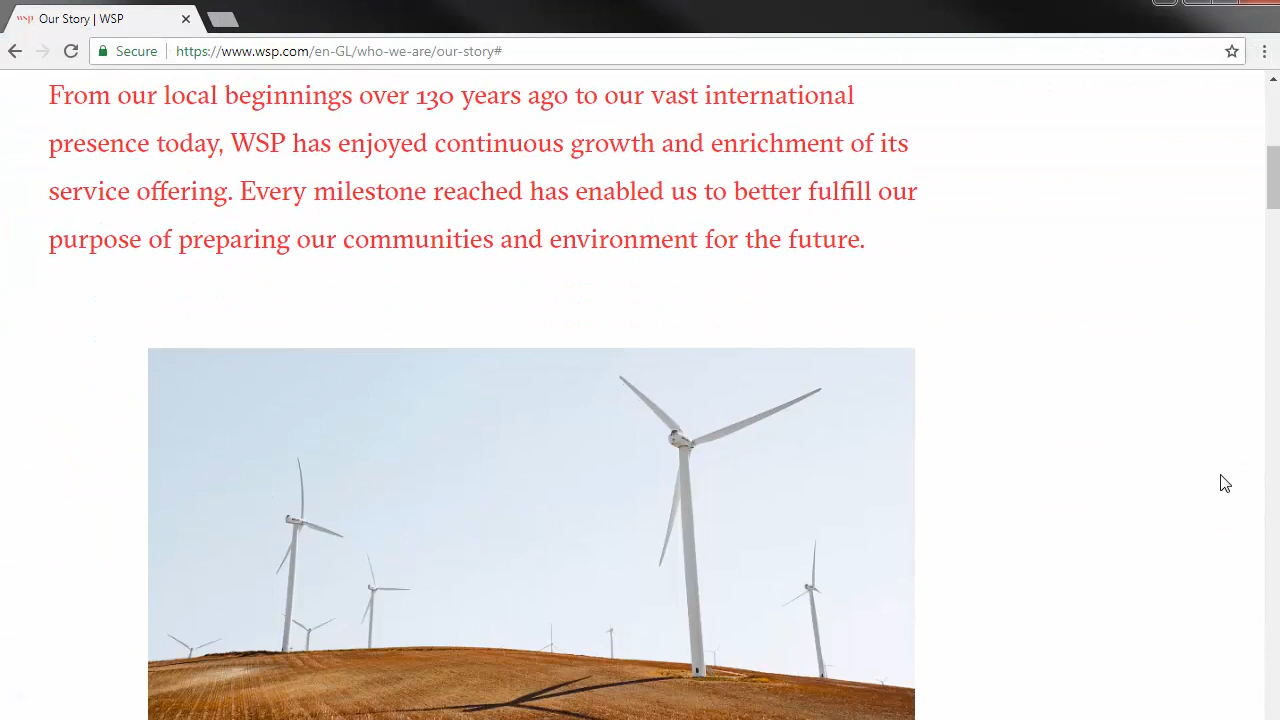 wsp Our Story | WSP
Secure https://www.wsp.com/en-GL/who-we-are/our-story#
From our local beginnings over 130 years ago to our vast international
presence today, WSP has enjoyed continuous growth and enrichment of its
service offering. Every milestone reached has enabled us to better fulfill our
purpose of preparing our communities and environment for the future.